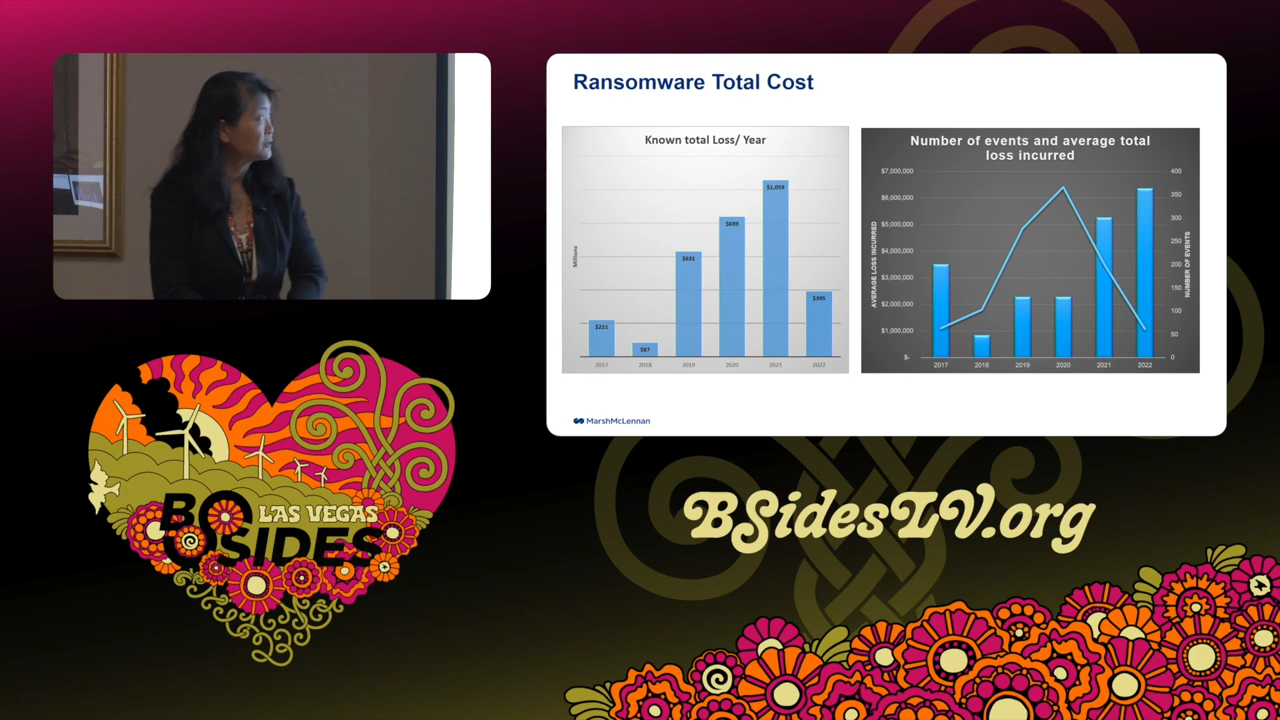 Ransomware Total Cost
Known total Loss/ Year
Millions
$221
$87
$631
$839
$1,059
$395
2017 2018 2019 2020 2021 2022
Number of events and average total
loss incurred
AVERAGE LOSS INCURRED
$7,000,000
$6,000,000
$5,000,000
$4,000,000
$3,000,000
$2,000,000
$1,000,000
$-
400
350
300
250
200
150
100
50
0
NUMBER OF EVENTS
2017 2018 2019 2020 2021 2022
MarshMcLennan
LAS VEGAS
BSIDES
23
BSidesLV.org